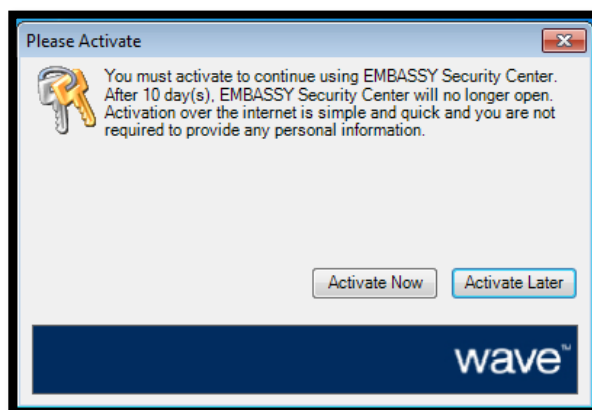 Please Activate
You must activate to continue using EMBASSY Security Center.
After 10 day(s), EMBASSY Security Center will no longer open.
Activation over the internet is simple and quick and you are not
required to provide any personal information.
Activate Now
Activate Later
wave™